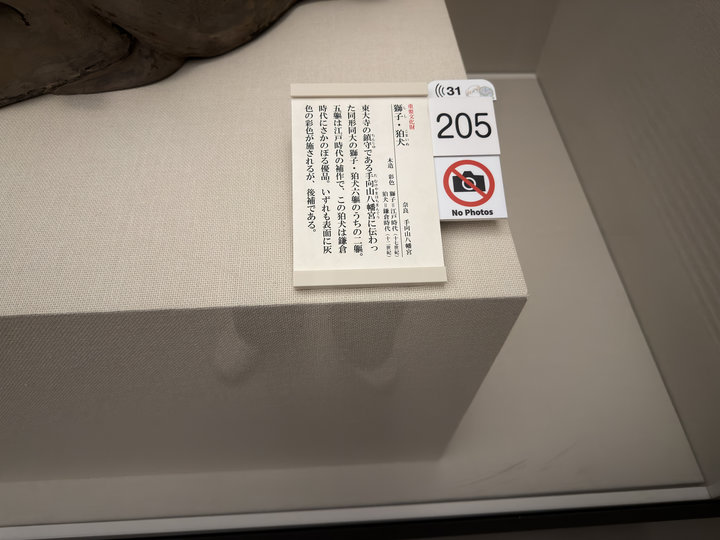 重要文化財
獅子・狛犬
しし こまいぬ
木造 彩色 獅子=江戸時代(十七世紀)
狛犬=鎌倉時代(十三世紀)
奈良 手向山八幡宮
東大寺の鎮守である手向山八幡宮に伝わっ
た同形同大の獅子・狛犬六軀のうちの二軀。
五軀は江戸時代の補作で、この狛犬は鎌倉
時代にさかのぼる優品。いずれも表面に灰
色の彩色が施されるが、後補である。
31
205
No Photos